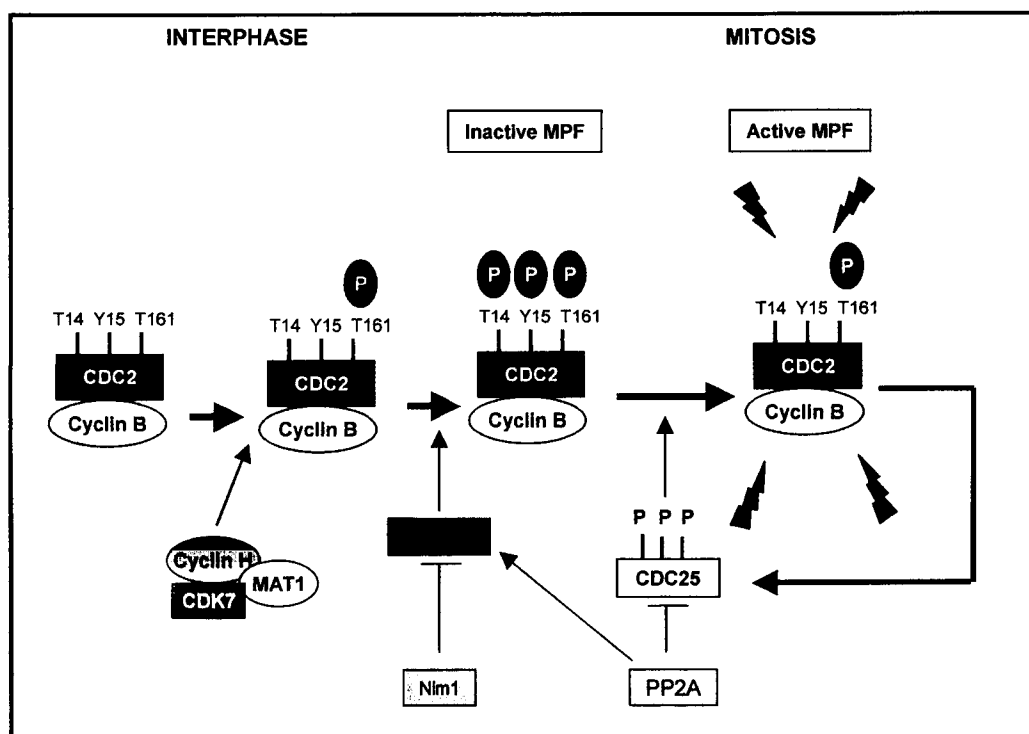 INTERPHASE MITOSIS
Inactive MPF Active MPF
P P P P P
T14 Y15 T161 T14 Y15 T161 T14 Y15 T161 T14 Y15 T161
CDC2 CDC2 CDC2 CDC2
Cyclin B Cyclin B Cyclin B Cyclin B
P P P
Cyclin H MAT1 CDC25
CDK7
Nim1 PP2A